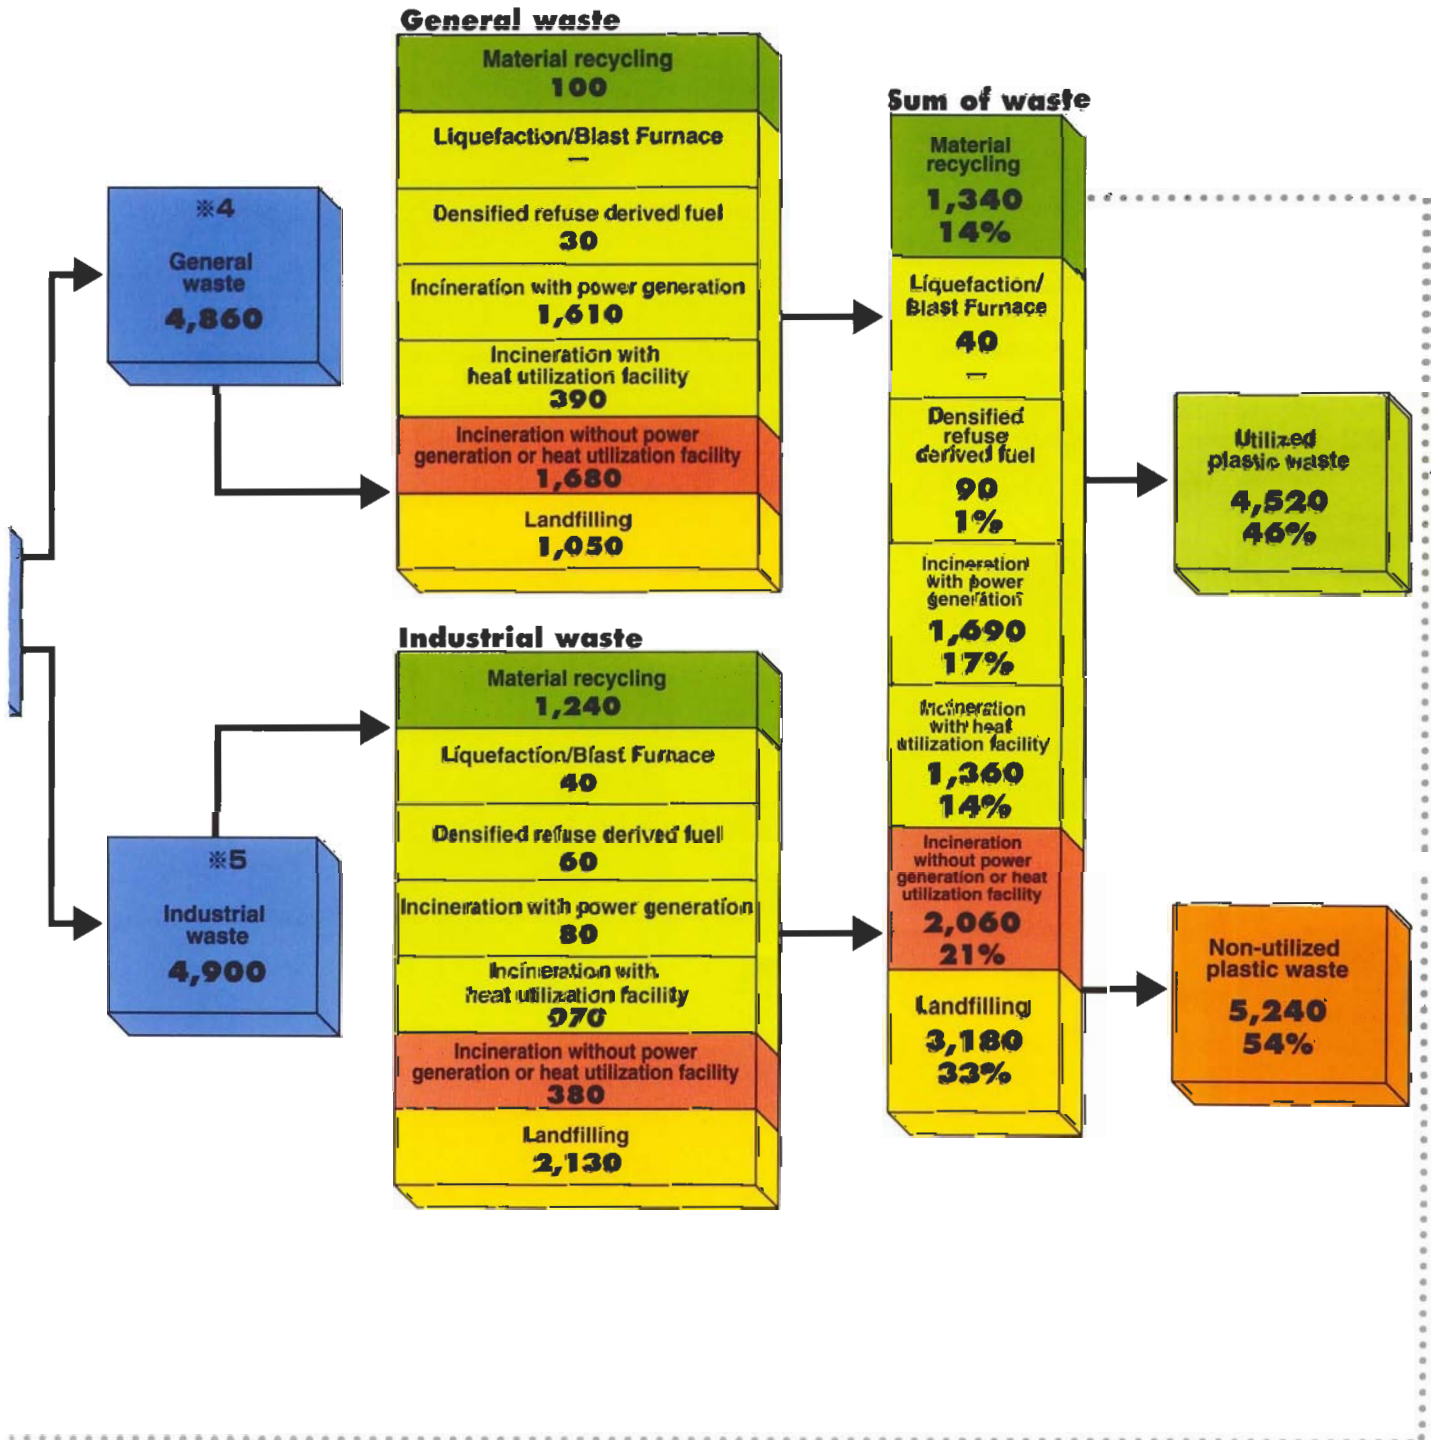 General waste
Material recycling
100
Liquefaction/Blast Furnace
—
Densified refuse derived fuel
30
Incineration with power generation
1,610
Incineration with
heat utilization facility
390
Incineration without power
generation or heat utilization facility
1,680
Landfilling
1,050
※4
General
waste
4,860
Industrial waste
Material recycling
1,240
Liquefaction/Blast Furnace
40
Densified refuse derived fuel
60
Incineration with power generation
80
Incineration with
heat utilization facility
970
Incineration without power
generation or heat utilization facility
380
Landfilling
2,130
※5
Industrial
waste
4,900
Sum of waste
Material
recycling
1,340
14%
Liquefaction/
Blast Furnace
40
—
Densified
refuse
derived fuel
90
1%
Incineration
with power
generation
1,690
17%
Incineration
with heat
utilization facility
1,360
14%
Incineration
without power
generation or heat
utilization facility
2,060
21%
Landfilling
3,180
33%
Utilized
plastic waste
4,520
46%
Non-utilized
plastic waste
5,240
54%